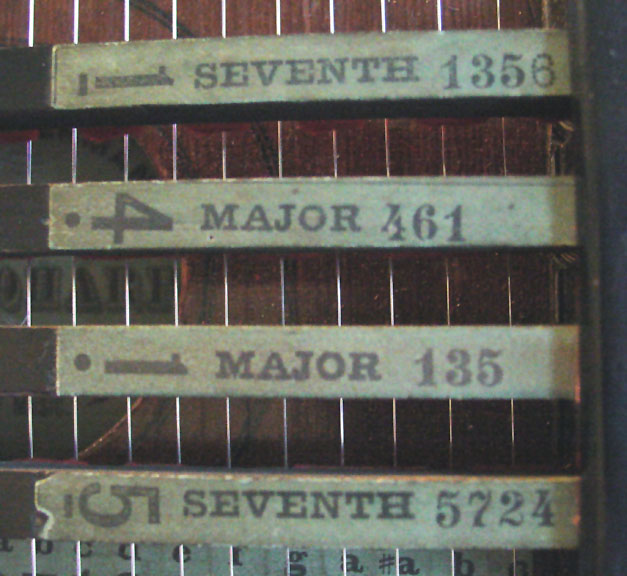 1 SEVENTH 1356
4 MAJOR 461
1 MAJOR 135
5 SEVENTH 5724
a b c d e f g a #a b